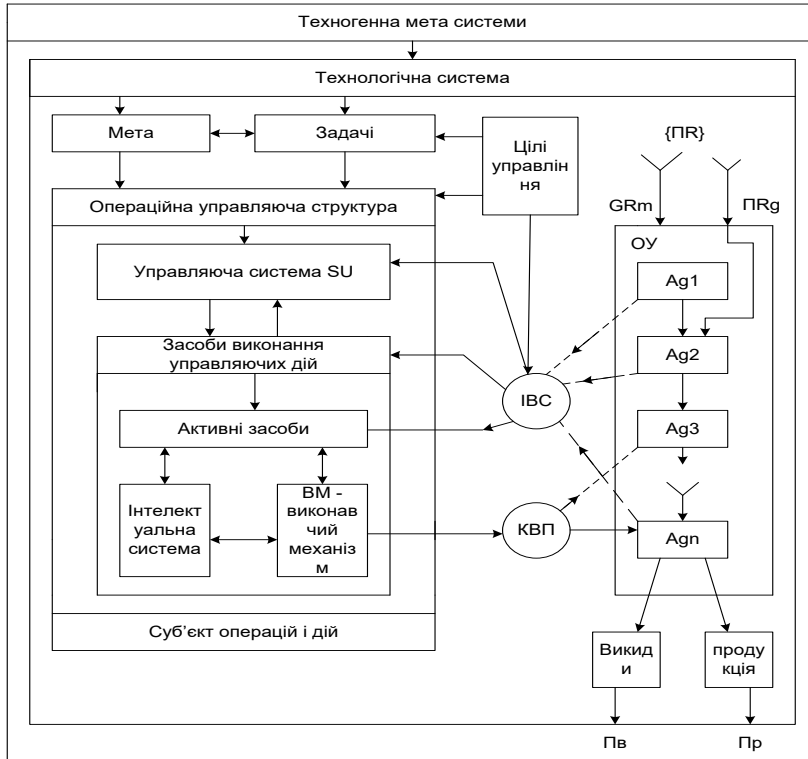 Техногенна мета системи
Технологічна система
Мета
Задачі
Цілі
управлін
ня
{ПR}
GRm
ПRg
Операційна управляюча структура
ОУ
Управляюча система SU
Ag1
Засоби виконання
управляючих дій
Ag2
ІВС
Активні засоби
Ag3
Інтелект
уальна
система
ВМ -
виконав
чий
механіз
м
КВП
Agn
Суб’єкт операцій і дій
Викид
и
проду
кція
Пв
Пр